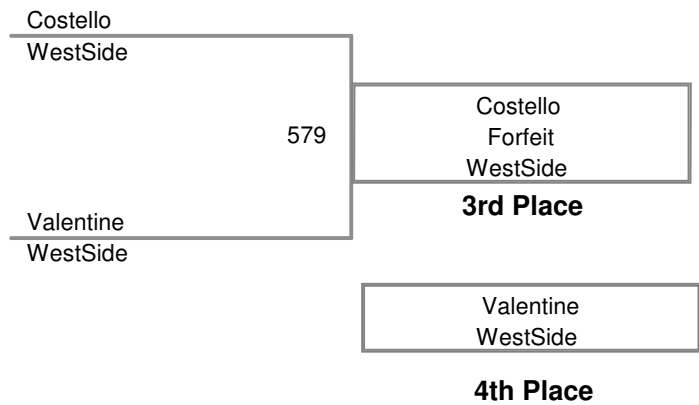 Costello
WestSide
579
Costello
Forfeit
WestSide
3rd Place
Valentine
WestSide
Valentine
WestSide
4th Place